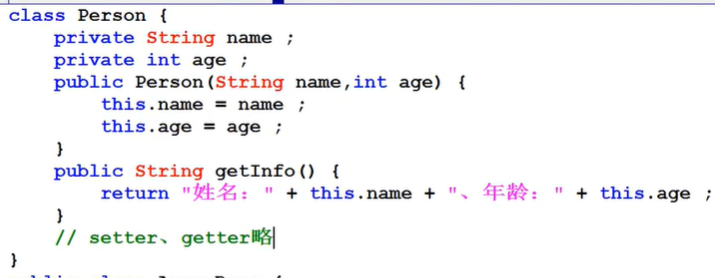 class Person {
    private String name ;
    private int age ;
    public Person(String name,int age) {
        this.name = name ;
        this.age = age ;
    }
    public String getInfo() {
        return "姓名：" + this.name + "、年龄：" + this.age ;
    }
    // setter、getter略
}